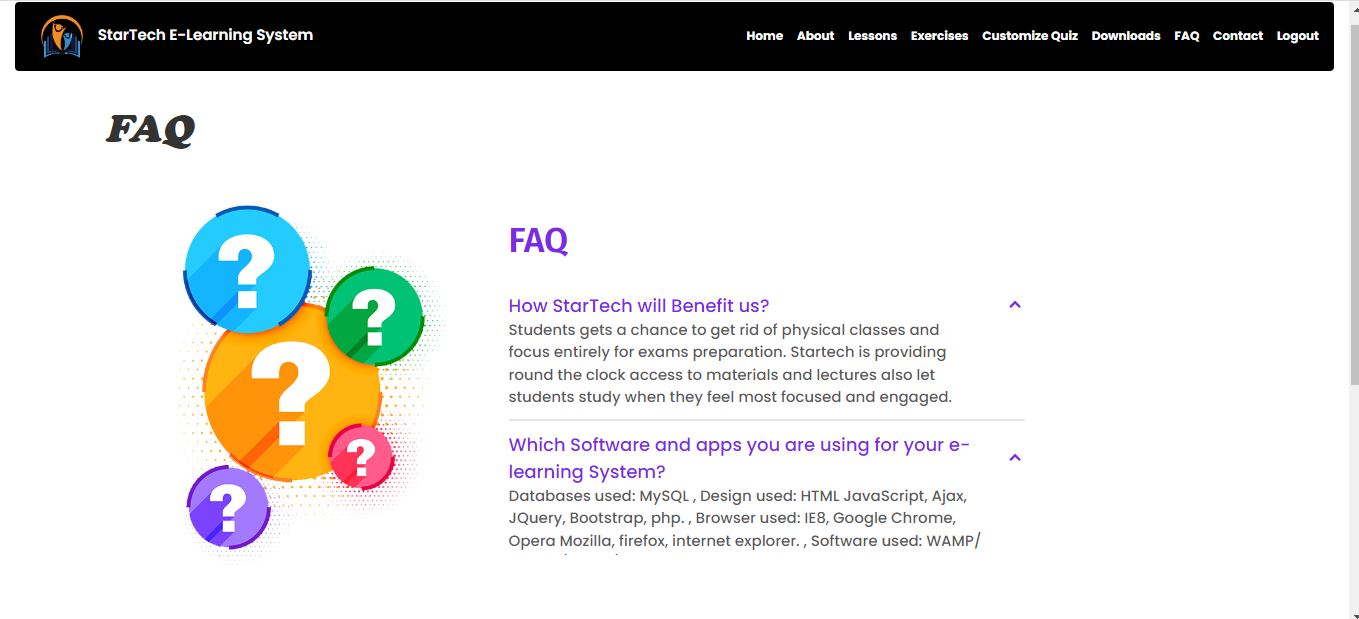 StarTech E-Learning System
Home About Lessons Exercises Customize Quiz Downloads FAQ Contact Logout
FAQ
? ? ? ? ?
FAQ
How StarTech will Benefit us?
Students gets a chance to get rid of physical classes and
focus entirely for exams preparation. Startech is providing
round the clock access to materials and lectures also let
students study when they feel most focused and engaged.
Which Software and apps you are using for your e-
learning System?
Databases used: MySQL , Design used: HTML JavaScript, Ajax,
JQuery, Bootstrap, php. , Browser used: IE8, Google Chrome,
Opera Mozilla, firefox, internet explorer. , Software used: WAMP/